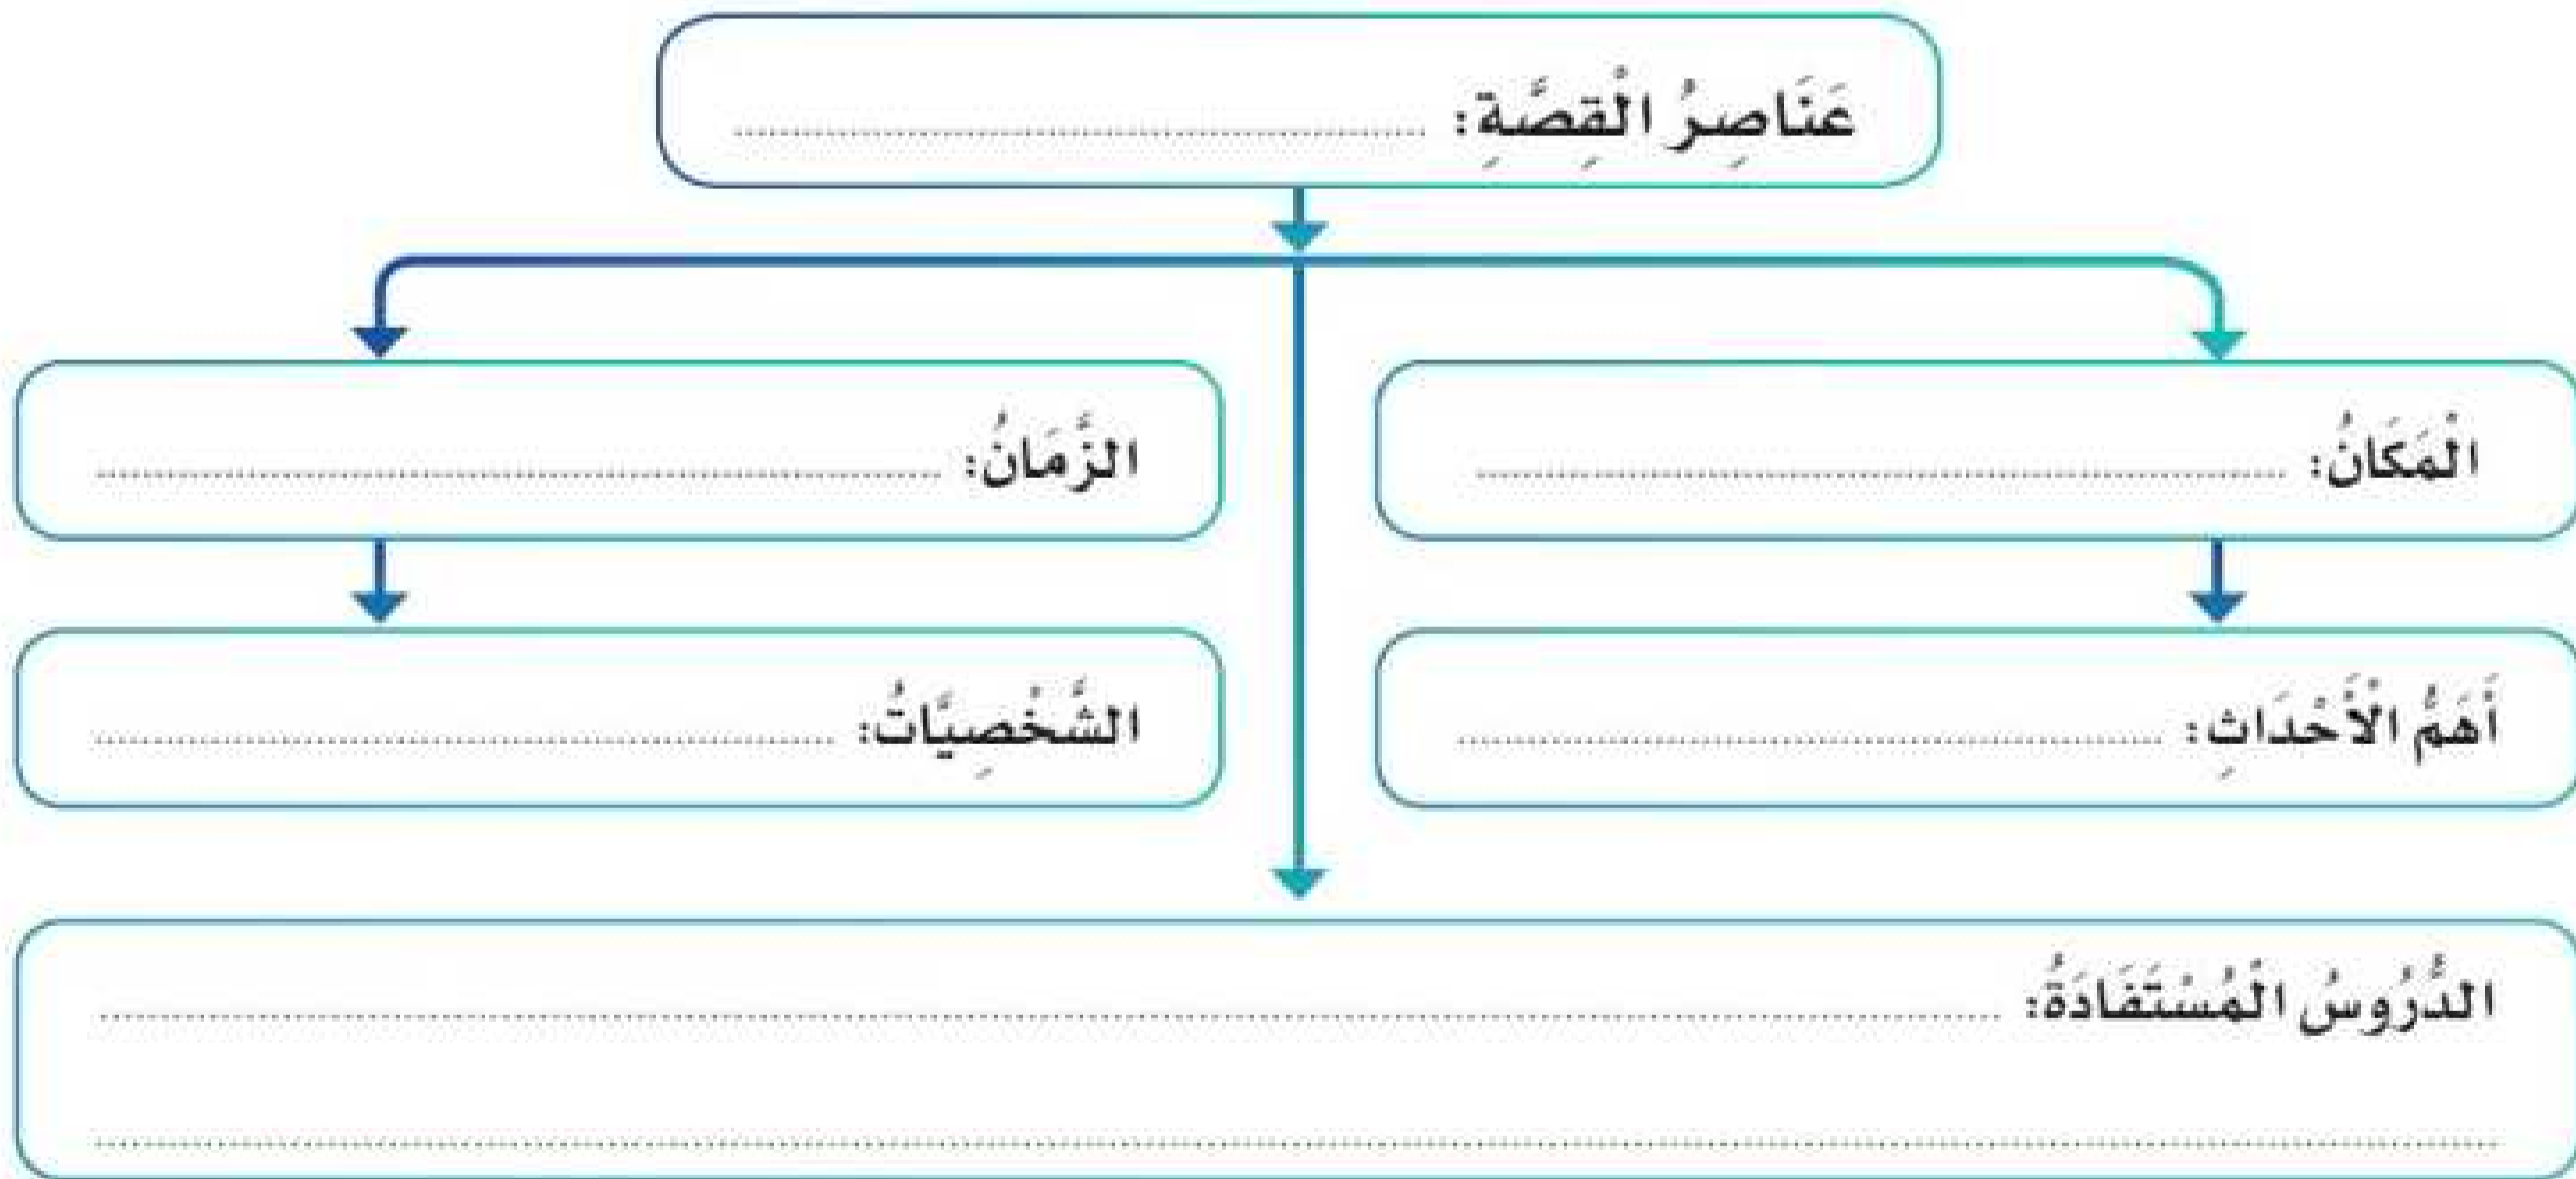 عَنَاصِرُ الْقِصَّةِ: ........................................
الْمَكَانُ: ........................................
الزَّمَانُ: ........................................
أَهَمُّ الْأَحْدَاثِ: ........................................
الشَّخْصِيَّاتُ: ........................................
الدُّرُوسُ الْمُسْتَفَادَةُ: ........................................
........................................